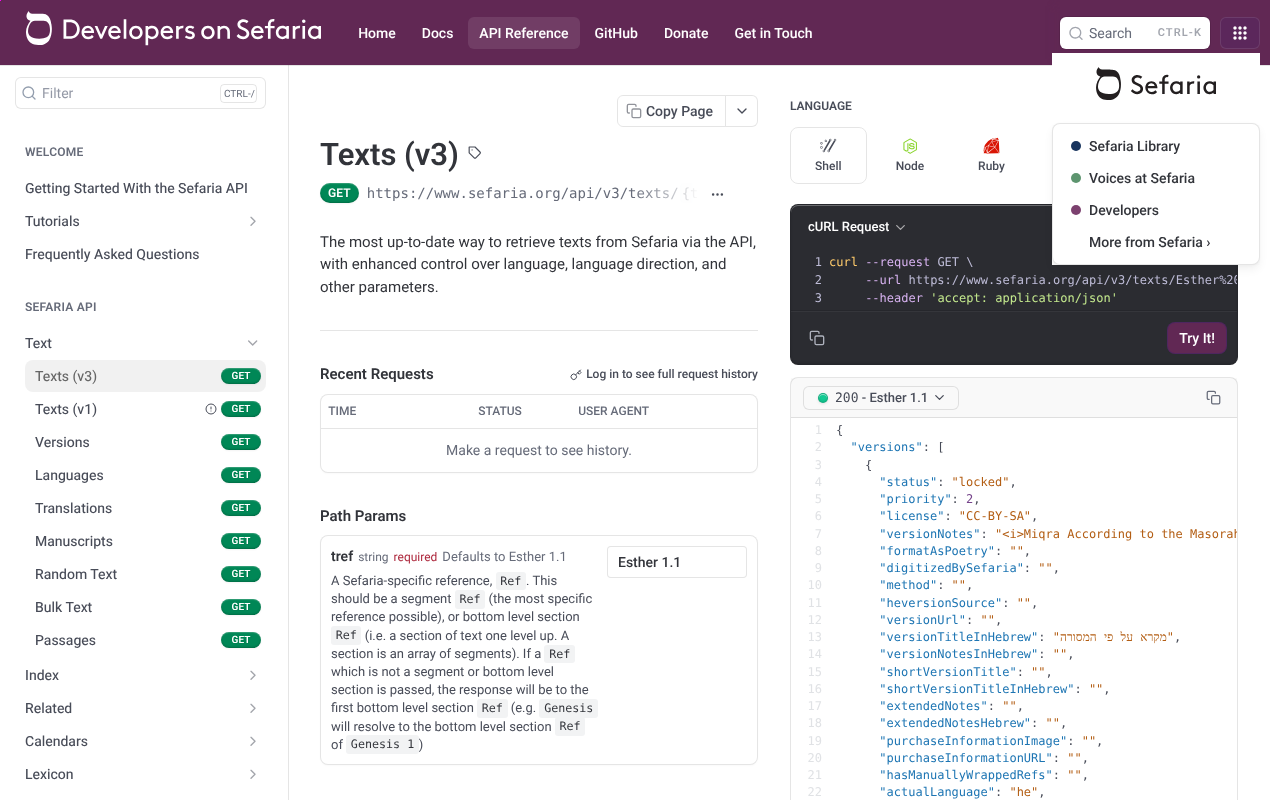 Developers on Sefaria
Home Docs API Reference GitHub Donate Get in Touch
Search CTRL-K
Filter CTRL-/
WELCOME
Getting Started With the Sefaria API
Tutorials
Frequently Asked Questions
SEFARIA API
Text
Texts (v3) GET
Texts (v1) GET
Versions GET
Languages GET
Translations GET
Manuscripts GET
Random Text GET
Bulk Text GET
Passages GET
Index
Related
Calendars
Lexicon
Copy Page
Texts (v3)
GET https://www.sefaria.org/api/v3/texts/ ...
The most up-to-date way to retrieve texts from Sefaria via the API,
with enhanced control over language, language direction, and
other parameters.
Recent Requests
Log in to see full request history
TIME STATUS USER AGENT
Make a request to see history.
Path Params
tref string required Defaults to Esther 1.1
Esther 1.1
A Sefaria-specific reference, Ref. This
should be a segment Ref (the most specific
reference possible), or bottom level section
Ref (i.e. a section of text one level up. A
section is an array of segments). If a Ref
which is not a segment or bottom level
section is passed, the response will be to the
first bottom level section Ref (e.g. Genesis
will resolve to the bottom level section Ref
of Genesis 1)
LANGUAGE
Shell Node Ruby
Sefaria
Sefaria Library
Voices at Sefaria
Developers
More from Sefaria ›
cURL Request
1 curl --request GET \
2 --url https://www.sefaria.org/api/v3/texts/Esther%20
3 --header 'accept: application/json'
Try It!
200 - Esther 1.1
1 {
2 "versions": [
3 {
4 "status": "locked",
5 "priority": 2,
6 "license": "CC-BY-SA",
7 "versionNotes": "<i>Miqra According to the Masorah
8 "formatAsPoetry": "",
9 "digitizedBySefaria": "",
10 "method": "",
11 "heversionSource": "",
12 "versionUrl": "",
13 "versionTitleInHebrew": "מקרא על פי המסורה",
14 "versionNotesInHebrew": "",
15 "shortVersionTitle": "",
16 "shortVersionTitleInHebrew": "",
17 "extendedNotes": "",
18 "extendedNotesHebrew": "",
19 "purchaseInformationImage": "",
20 "purchaseInformationURL": "",
21 "hasManuallyWrappedRefs": "",
22 "actualLanguage": "he",